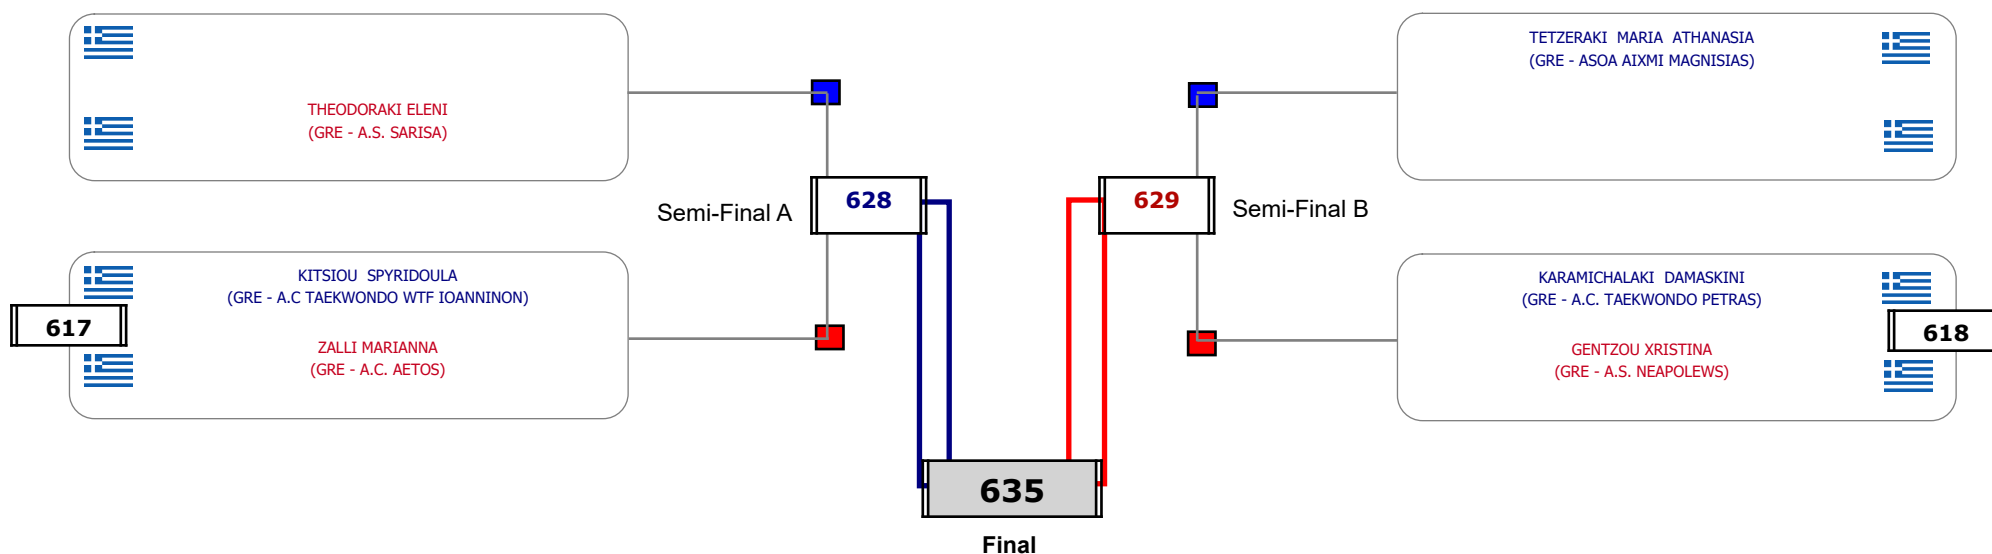 THEODORAKI ELENI
(GRE - A.S. SARISA)
KITSIOU  SPYRIDOULA
(GRE - A.C TAEKWONDO WTF IOANNINON)
617
ZALLI MARIANNA
(GRE - A.C. AETOS)
Semi-Final A
628
629
Semi-Final B
TETZERAKI  MARIA  ATHANASIA
(GRE - ASOA AIXMI MAGNISIAS)
KARAMICHALAKI  DAMASKINI
(GRE - A.C. TAEKWONDO PETRAS)
618
GENTZOU XRISTINA
(GRE - A.S. NEAPOLEWS)
635
Final